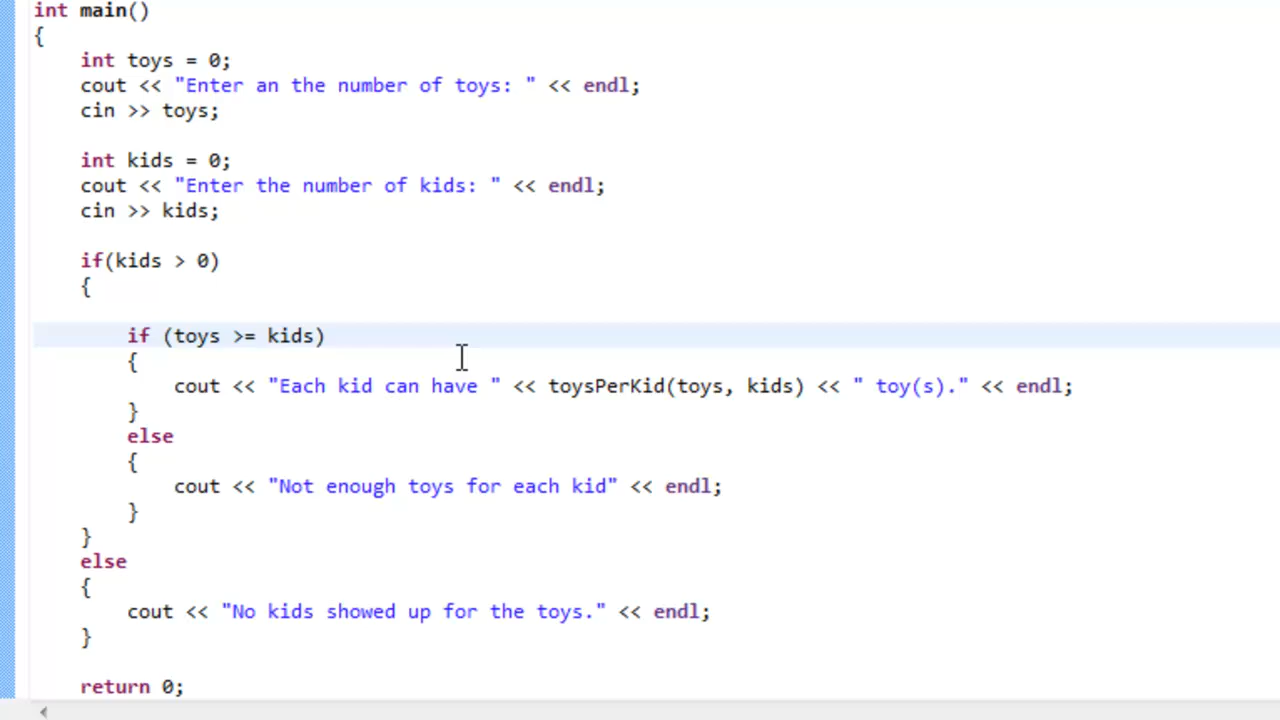 int main()
{
    int toys = 0;
    cout << "Enter an the number of toys: " << endl;
    cin >> toys;

    int kids = 0;
    cout << "Enter the number of kids: " << endl;
    cin >> kids;

    if(kids > 0)
    {

        if (toys >= kids)
        {
            cout << "Each kid can have " << toysPerKid(toys, kids) << " toy(s)." << endl;
        }
        else
        {
            cout << "Not enough toys for each kid" << endl;
        }
    }
    else
    {
        cout << "No kids showed up for the toys." << endl;
    }

    return 0;